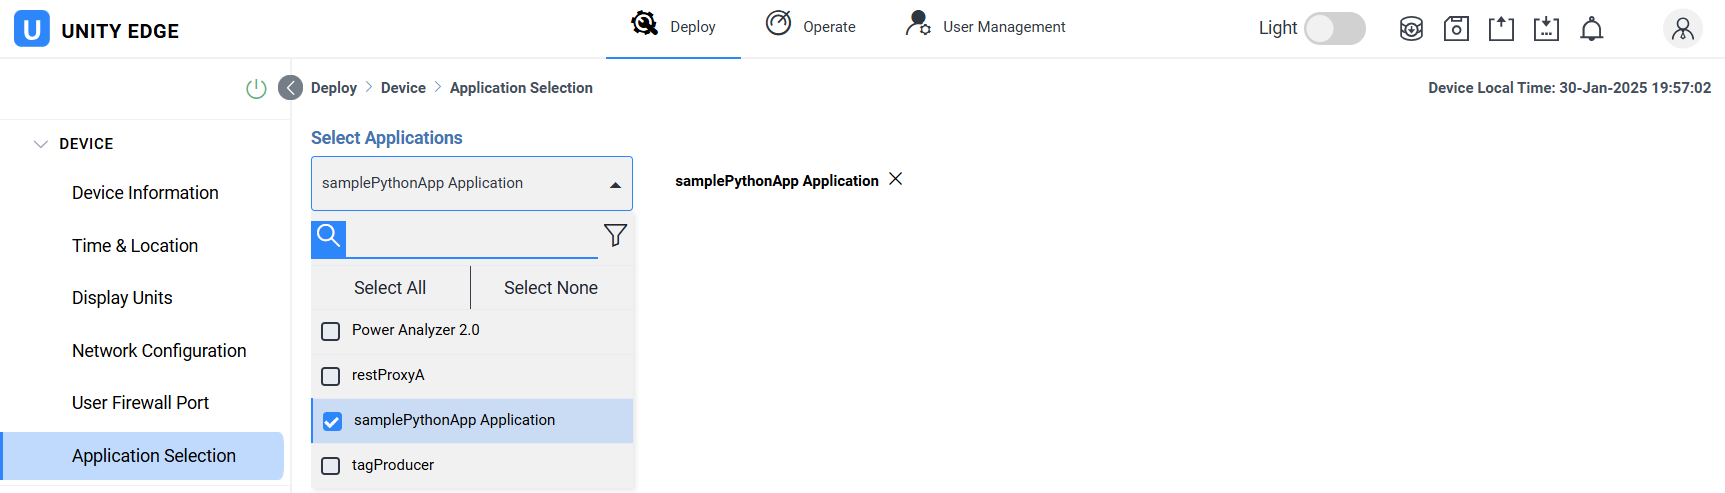 U UNITY EDGE
Deploy
Operate
User Management
Light
Deploy > Device > Application Selection
Device Local Time: 30-Jan-2025 19:57:02
DEVICE
Device Information
Time & Location
Display Units
Network Configuration
User Firewall Port
Application Selection
Select Applications
samplePythonApp Application
samplePythonApp Application
Select All
Select None
Power Analyzer 2.0
restProxyA
samplePythonApp Application
tagProducer